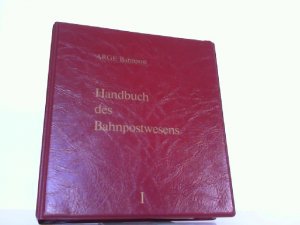 ARGE Bahnpost
Handbuch
des
Bahnpostwesens
I